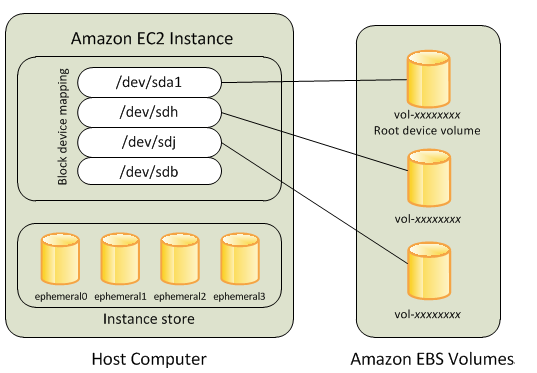 Amazon EC2 Instance
Block device mapping
/dev/sda1
/dev/sdh
/dev/sdj
/dev/sdb
ephemeral0 ephemeral1 ephemeral2 ephemeral3
Instance store
Host Computer
vol-xxxxxxxx
Root device volume
vol-xxxxxxxx
vol-xxxxxxxx
Amazon EBS Volumes